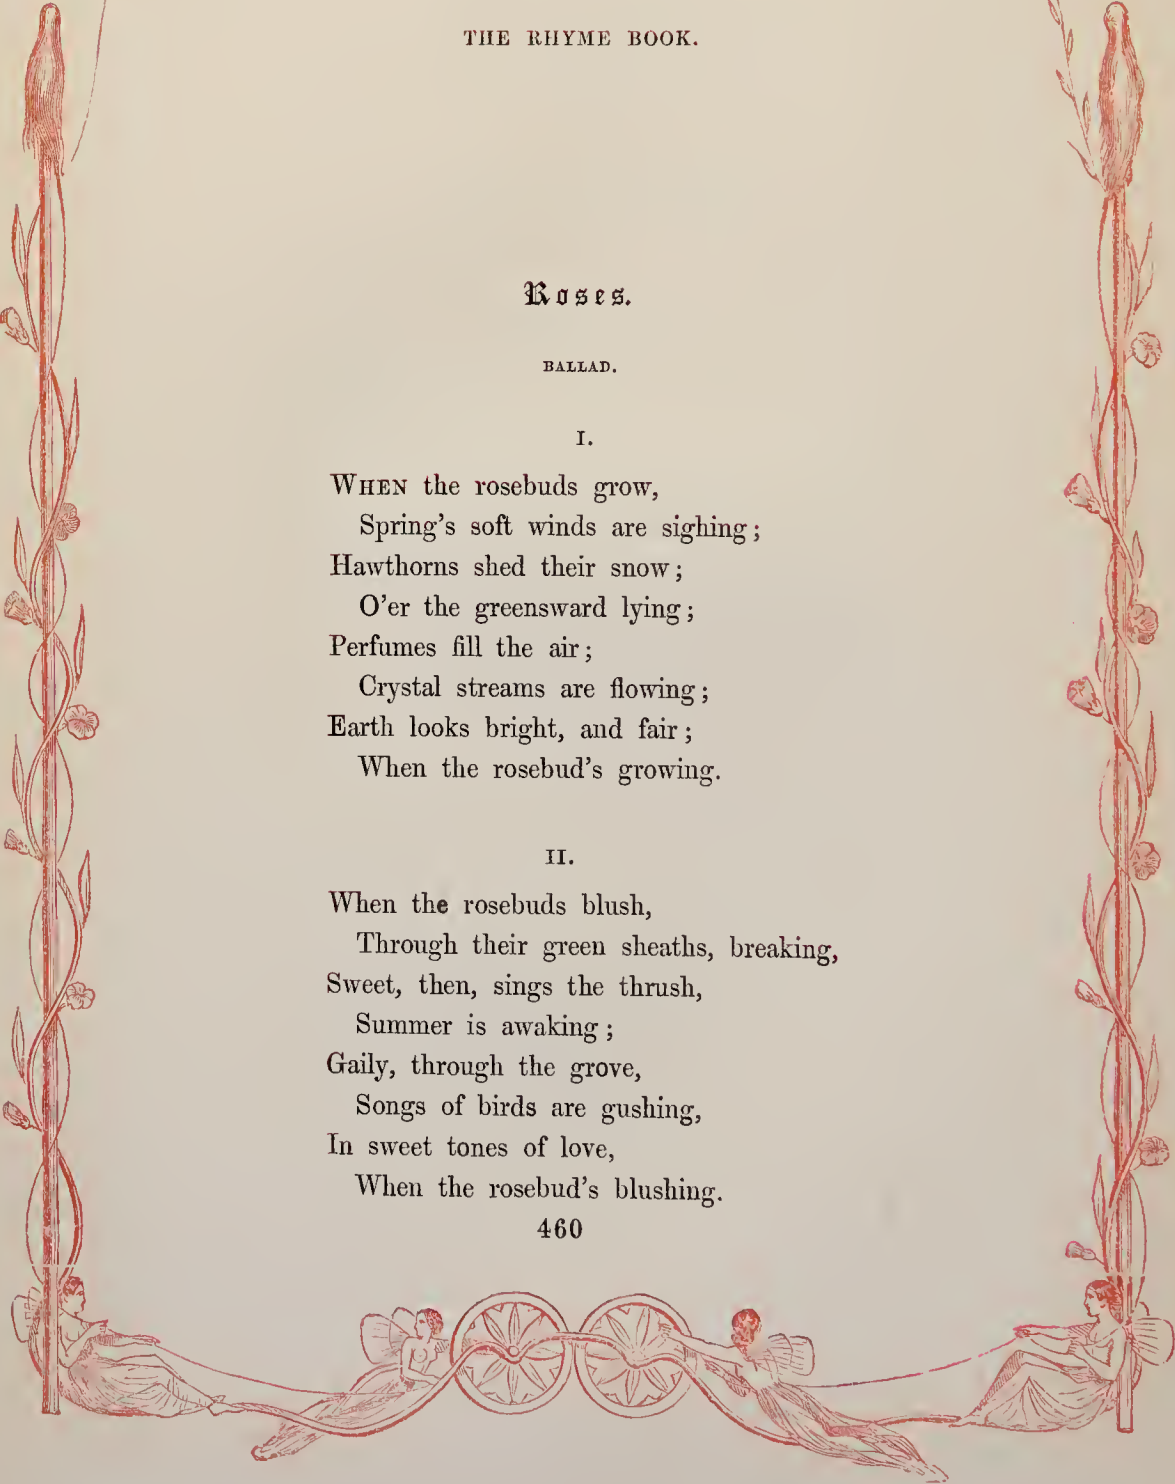 THE RHYME BOOK.
Roses.
BALLAD.
I.
WHEN the rosebuds grow,
Spring's soft winds are sighing;
Hawthorns shed their snow;
O'er the greensward lying;
Perfumes fill the air;
Crystal streams are flowing;
Earth looks bright, and fair;
When the rosebud's growing.
II.
When the rosebuds blush,
Through their green sheaths, breaking,
Sweet, then, sings the thrush,
Summer is awaking;
Gaily, through the grove,
Songs of birds are gushing,
In sweet tones of love,
When the rosebud's blushing.
460